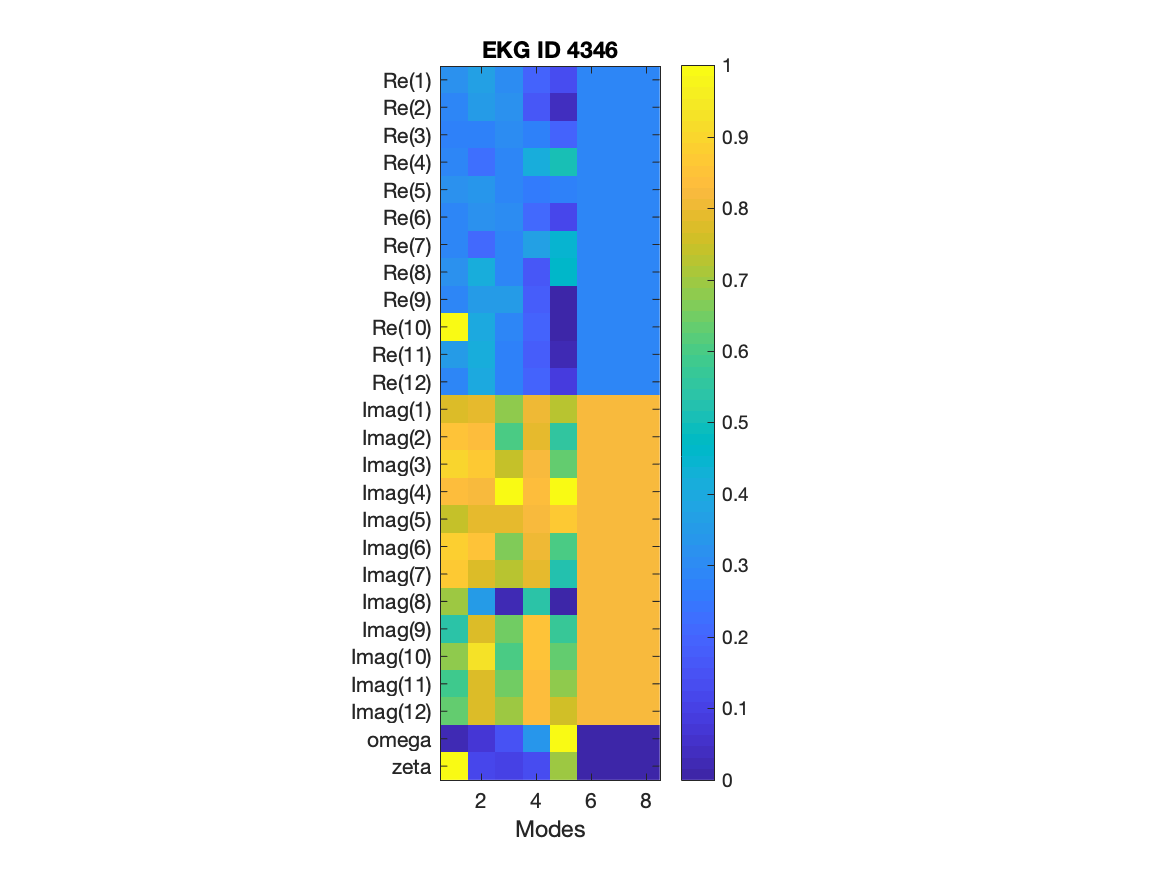 EKG ID 4346
Re(1)
Re(2)
Re(3)
Re(4)
Re(5)
Re(6)
Re(7)
Re(8)
Re(9)
Re(10)
Re(11)
Re(12)
Imag(1)
Imag(2)
Imag(3)
Imag(4)
Imag(5)
Imag(6)
Imag(7)
Imag(8)
Imag(9)
Imag(10)
Imag(11)
Imag(12)
omega
zeta
2 4 6 8
Modes
1
0.9
0.8
0.7
0.6
0.5
0.4
0.3
0.2
0.1
0